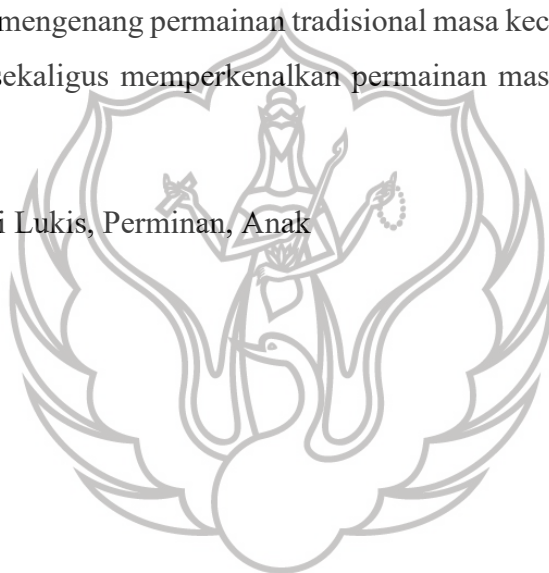 mengenang permainan tradisional masa kec
sekaligus memperkenalkan permainan mas
i Lukis, Perminan, Anak